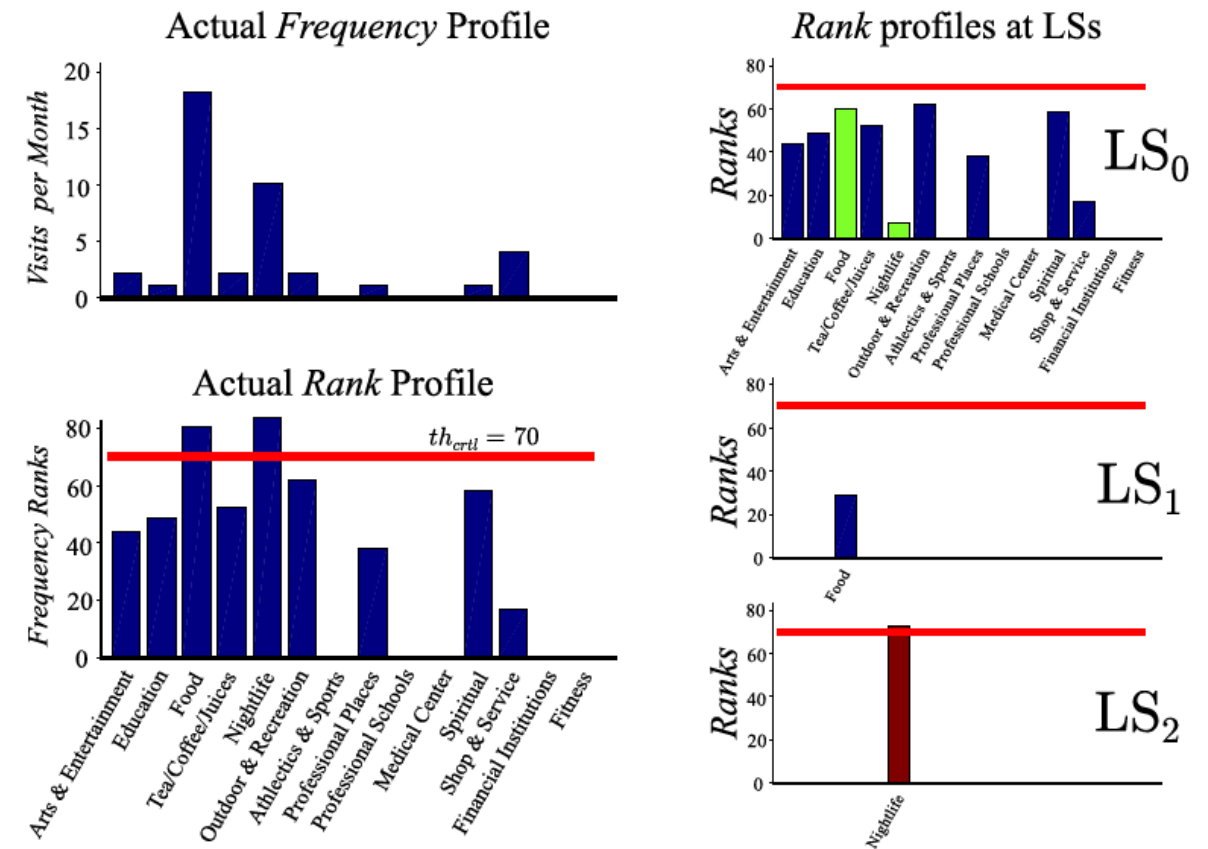 Actual Frequency Profile
Visits per Month
20
15
10
5
0
Actual Rank Profile
Frequency Ranks
80
60
40
20
0
th_crtl = 70
Arts & Entertainment
Education
Food
Tea/Coffee/Juices
Nightlife
Outdoor & Recreation
Athlectics & Sports
Professional Places
Professional Schools
Medical Center
Spiritual
Shop & Service
Financial Institutions
Fitness
Rank profiles at LSs
Ranks
80
60
40
20
0
LS₀
Arts & Entertainment
Education
Food
Tea/Coffee/Juices
Nightlife
Outdoor & Recreation
Athlectics & Sports
Professional Places
Professional Schools
Medical Center
Spiritual
Shop & Service
Financial Institutions
Fitness
Ranks
80
60
40
20
0
LS₁
Food
Ranks
80
60
40
20
0
LS₂
Nightlife